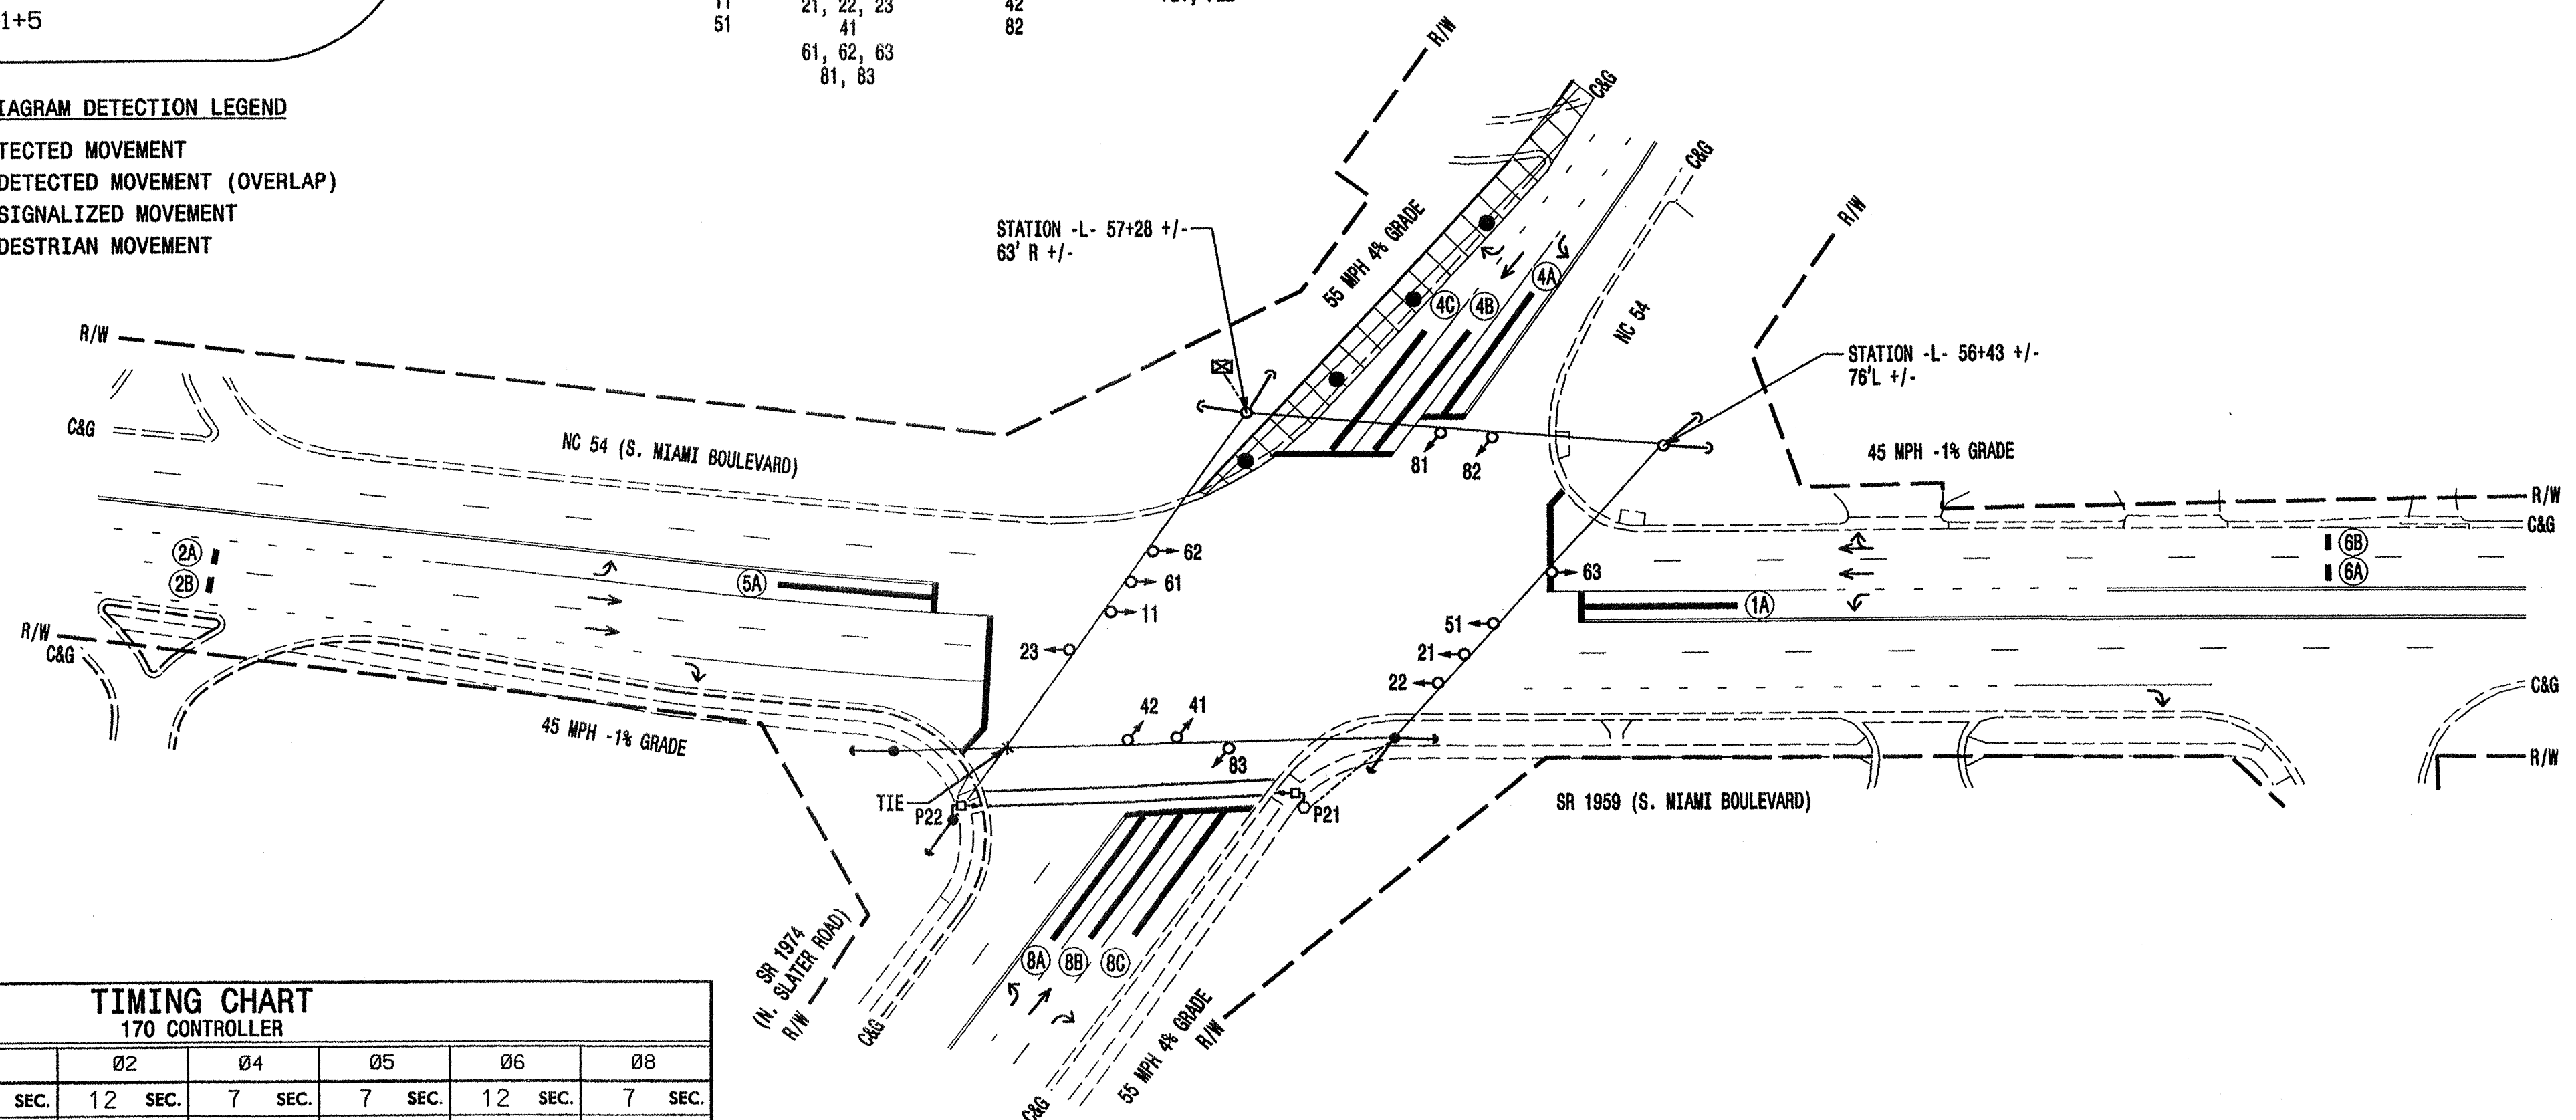 1+5
11 21, 22, 23 42
51 41 82
61, 62, 63
81, 83
IAGRAM DETECTION LEGEND
TECTED MOVEMENT
DETECTED MOVEMENT (OVERLAP)
SIGNALIZED MOVEMENT
DESTRIAN MOVEMENT
R/W
C&G
C&G
STATION -L- 57+28 +/-
63' R +/-
55 MPH 4% GRADE
4A
4B
4C
NC 54
R/W
STATION -L- 56+43 +/-
76'L +/-
R/W
C&G
NC 54 (S. MIAMI BOULEVARD)
81
82
45 MPH -1% GRADE
R/W
C&G
2A
2B
5A
62
61
11
63
6B
6A
1A
R/W
C&G
23
51
21
22
C&G
45 MPH -1% GRADE
42
41
83
R/W
TIE
P22
P21
SR 1959 (S. MIAMI BOULEVARD)
SR 1974
(N. SLATER ROAD)
R/W
C&G
8A
8B
8C
55 MPH 4% GRADE
R/W
C&G
TIMING CHART
170 CONTROLLER
Ø2 Ø4 Ø5 Ø6 Ø8
SEC. 12 SEC. 7 SEC. 7 SEC. 12 SEC. 7 SEC.